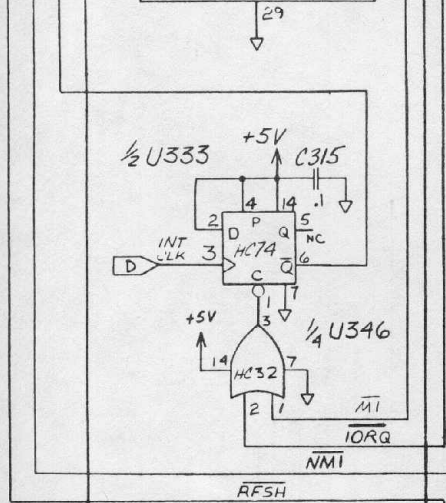 29
+5V
½ U333
C315
.1
4
14
P
2
D
Q
5
NC
HC74
INT
CLK
D
3
Q
6
C
7
1
3
+5V
¼ U346
14
HC32
7
2
1
M1
IORQ
NMI
RFSH